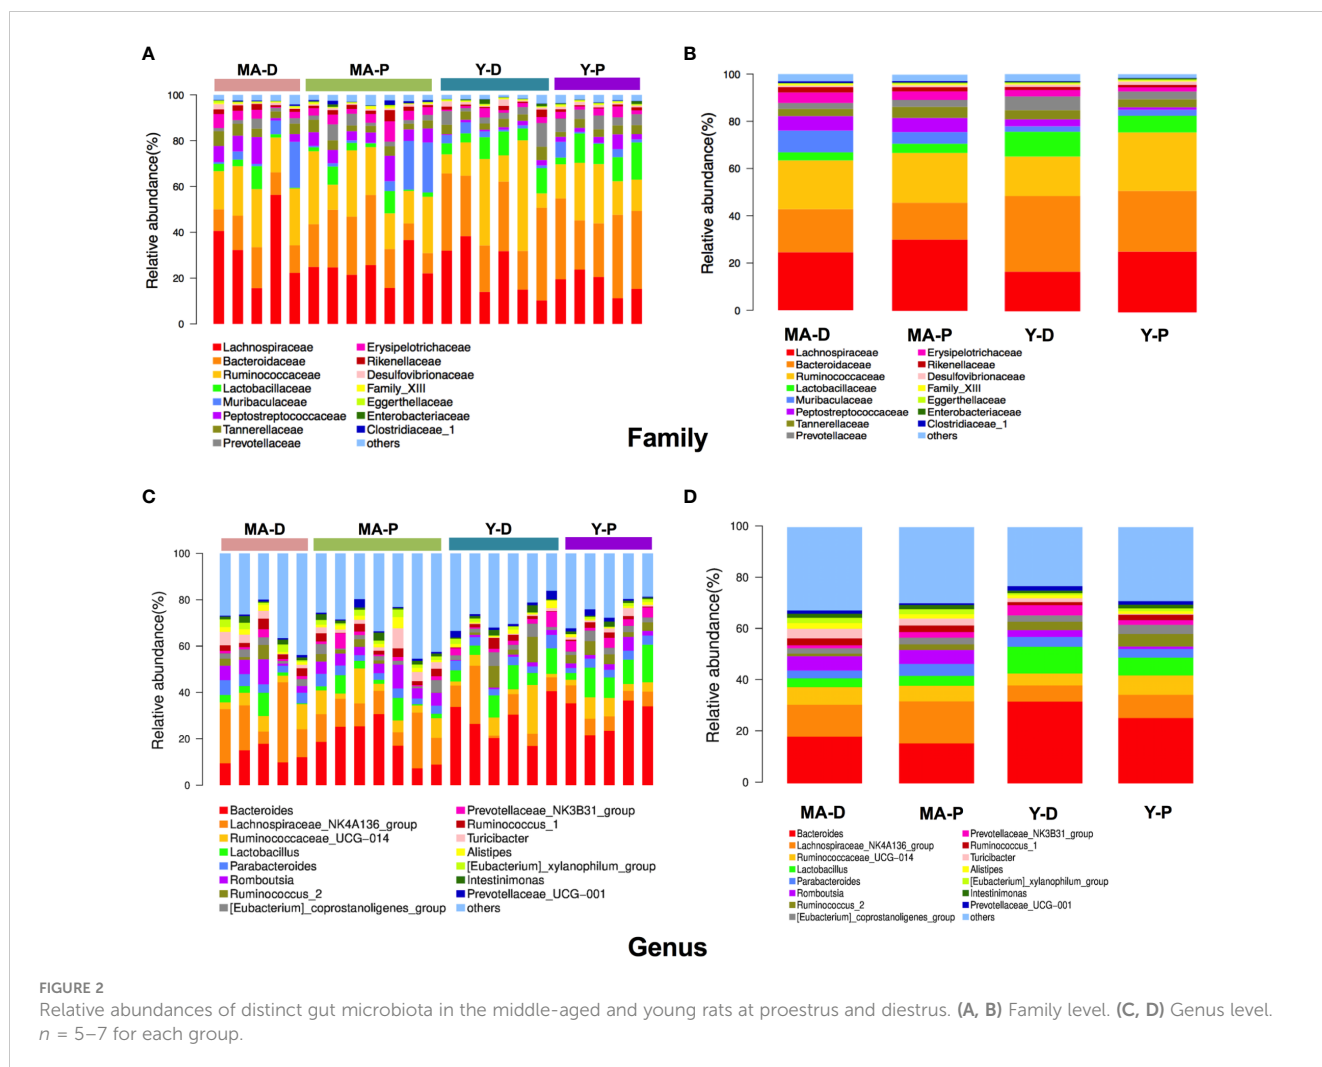 A
MA-D
MA-P
Y-D
Y-P
Relative abundance(%)
100
80
60
40
20
0
Lachnospiraceae
Bacteroidaceae
Ruminococcaceae
Lactobacillaceae
Muribaculaceae
Peptostreptococcaceae
Tannerellaceae
Prevotellaceae
Erysipelotrichaceae
Rikenellaceae
Desulfovibrionaceae
Family_XIII
Eggerthellaceae
Enterobacteriaceae
Clostridiaceae_1
others
B
Relative abundance(%)
100
80
60
40
20
0
MA-D
MA-P
Y-D
Y-P
Lachnospiraceae
Bacteroidaceae
Ruminococcaceae
Lactobacillaceae
Muribaculaceae
Peptostreptococcaceae
Tannerellaceae
Prevotellaceae
Erysipelotrichaceae
Rikenellaceae
Desulfovibrionaceae
Family_XIII
Eggerthellaceae
Enterobacteriaceae
Clostridiaceae_1
others
Family
C
MA-D
MA-P
Y-D
Y-P
Relative abundance(%)
100
80
60
40
20
0
Bacteroides
Lachnospiraceae_NK4A136_group
Ruminococcaceae_UCG−014
Lactobacillus
Parabacteroides
Romboutsia
Ruminococcus_2
[Eubacterium]_coprostanoligenes_group
Prevotellaceae_NK3B31_group
Ruminococcus_1
Turicibacter
Alistipes
[Eubacterium]_xylanophilum_group
Intestinimonas
Prevotellaceae_UCG−001
others
D
Relative abundance(%)
100
80
60
40
20
0
MA-D
MA-P
Y-D
Y-P
Bacteroides
Lachnospiraceae_NK4A136_group
Ruminococcaceae_UCG−014
Lactobacillus
Parabacteroides
Romboutsia
Ruminococcus_2
[Eubacterium]_coprostanoligenes_group
Prevotellaceae_NK3B31_group
Ruminococcus_1
Turicibacter
Alistipes
[Eubacterium]_xylanophilum_group
Intestinimonas
Prevotellaceae_UCG−001
others
Genus
FIGURE 2
Relative abundances of distinct gut microbiota in the middle-aged and young rats at proestrus and diestrus. (A, B) Family level. (C, D) Genus level.
n = 5–7 for each group.